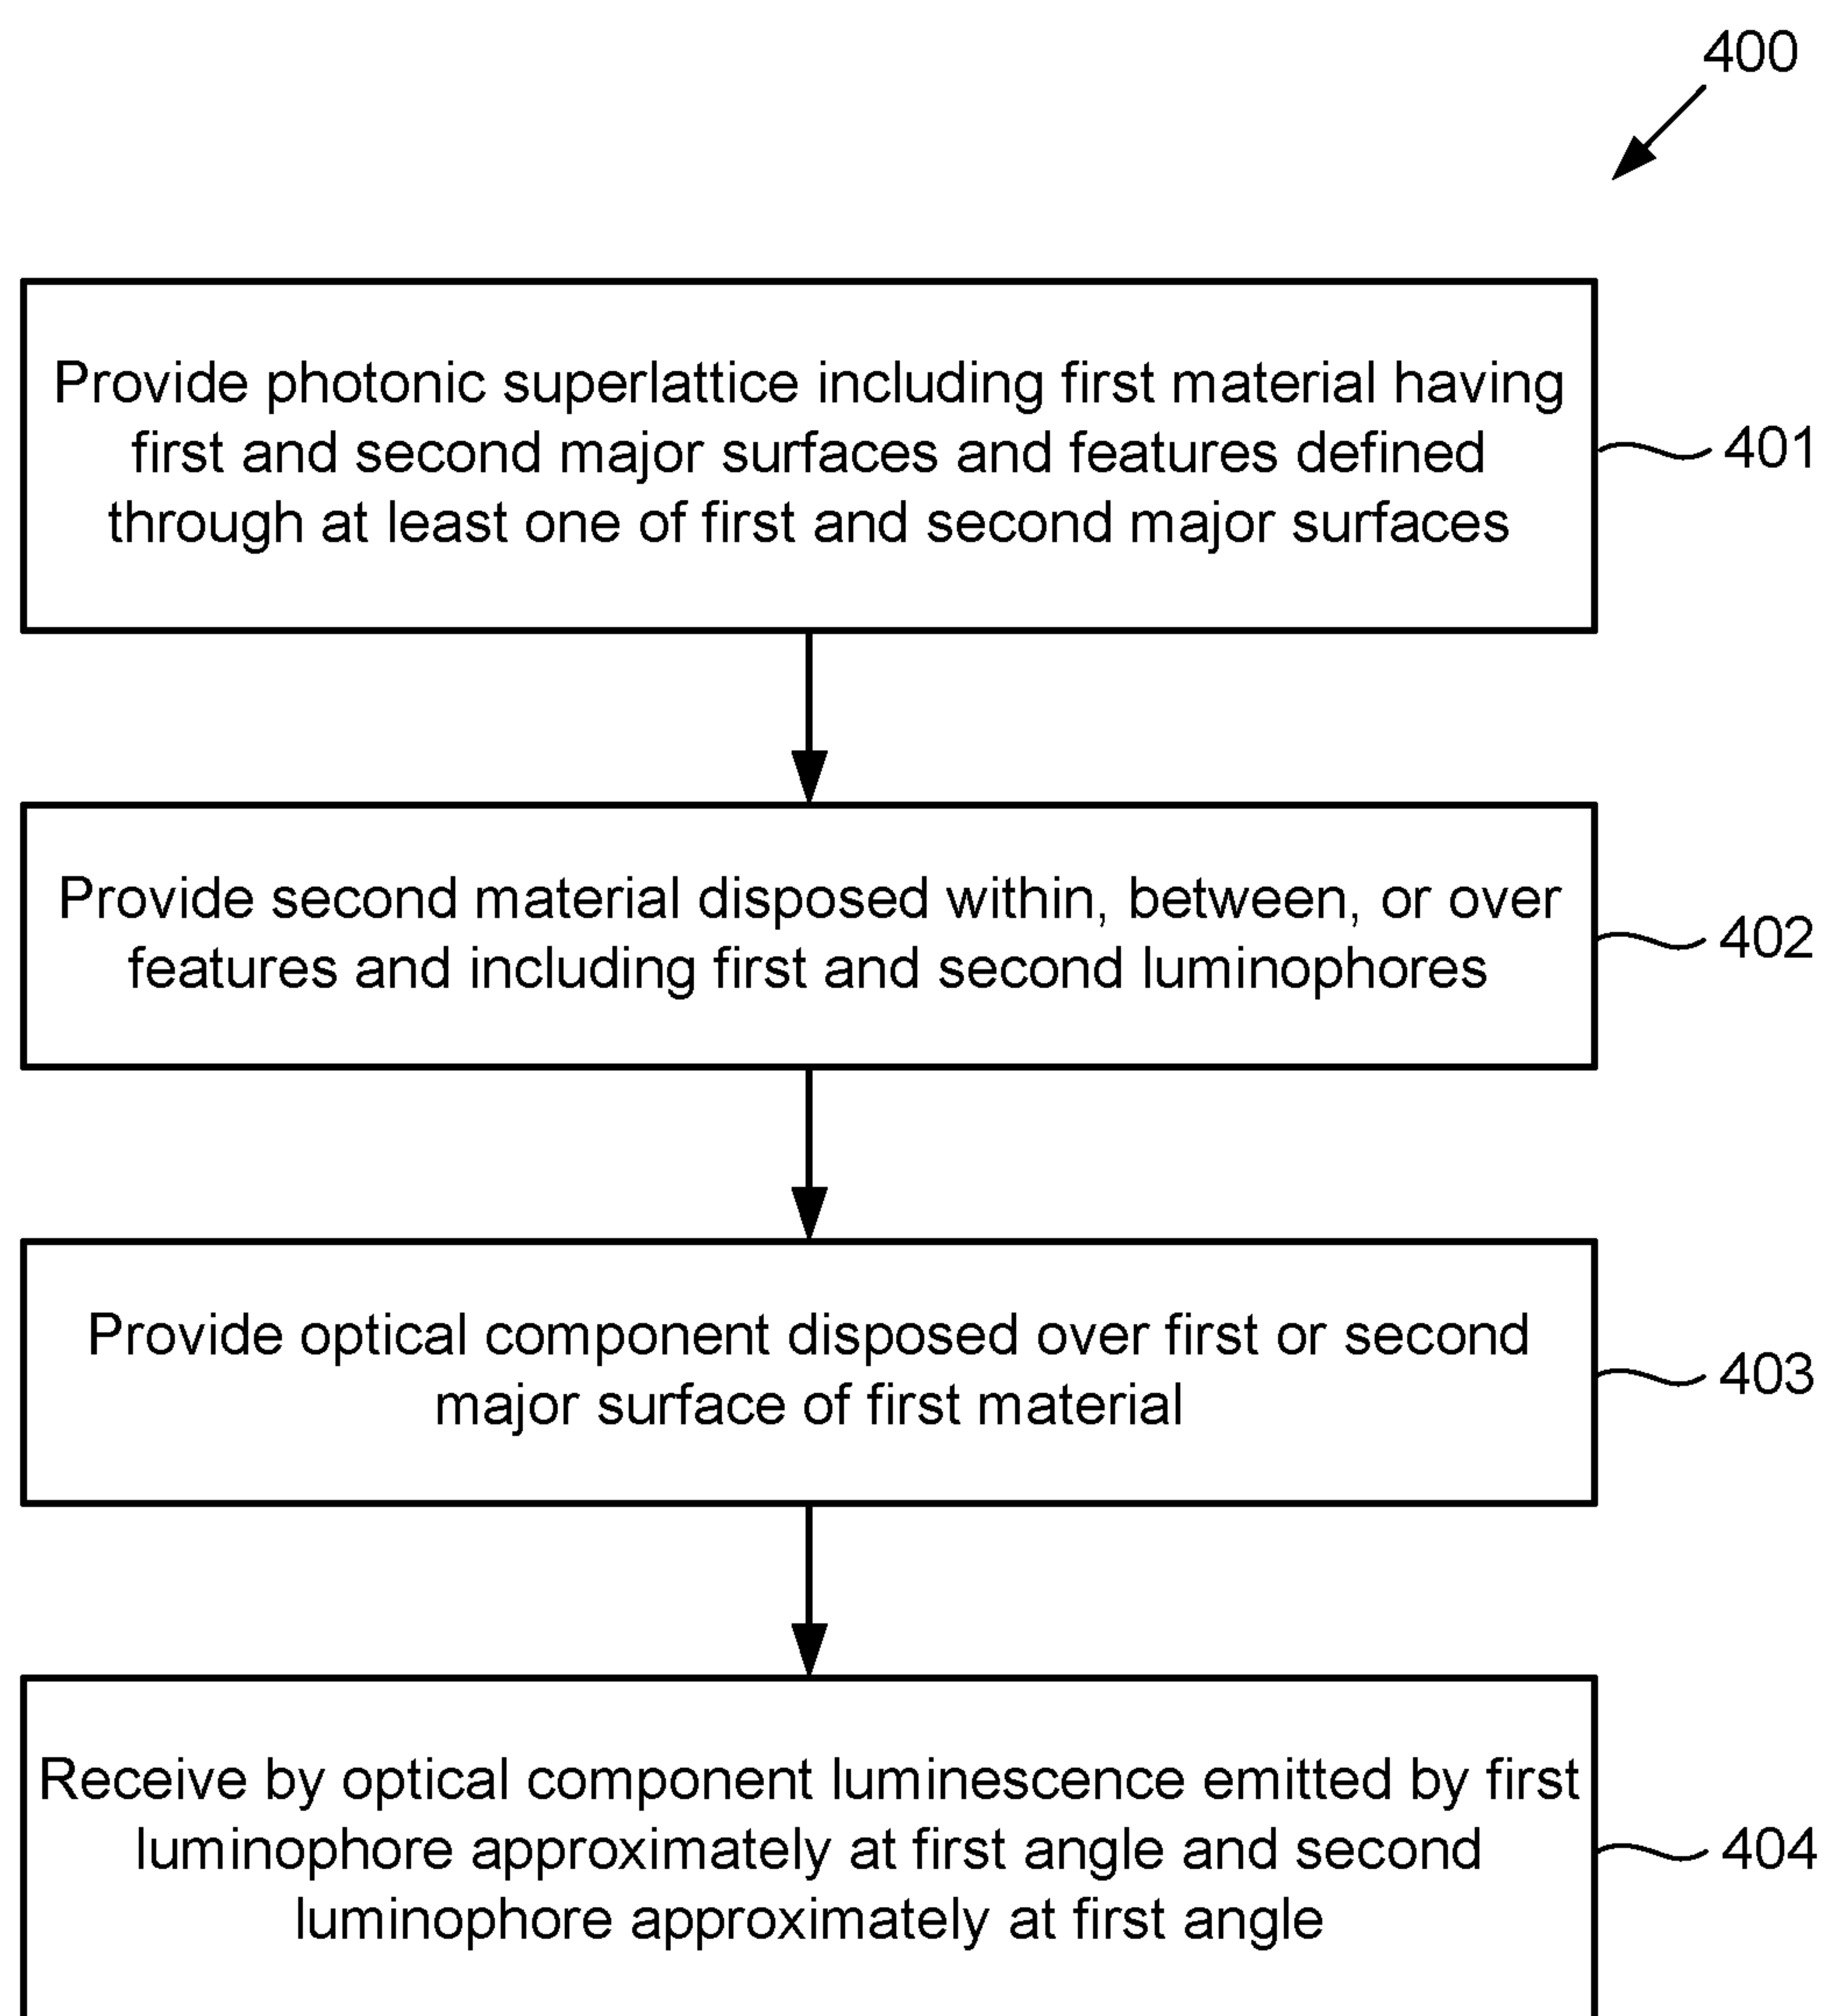 400
Provide photonic superlattice including first material having
first and second major surfaces and features defined
through at least one of first and second major surfaces
401
Provide second material disposed within, between, or over
features and including first and second luminophores
402
Provide optical component disposed over first or second
major surface of first material
403
Receive by optical component luminescence emitted by first
luminophore approximately at first angle and second
luminophore approximately at first angle
404